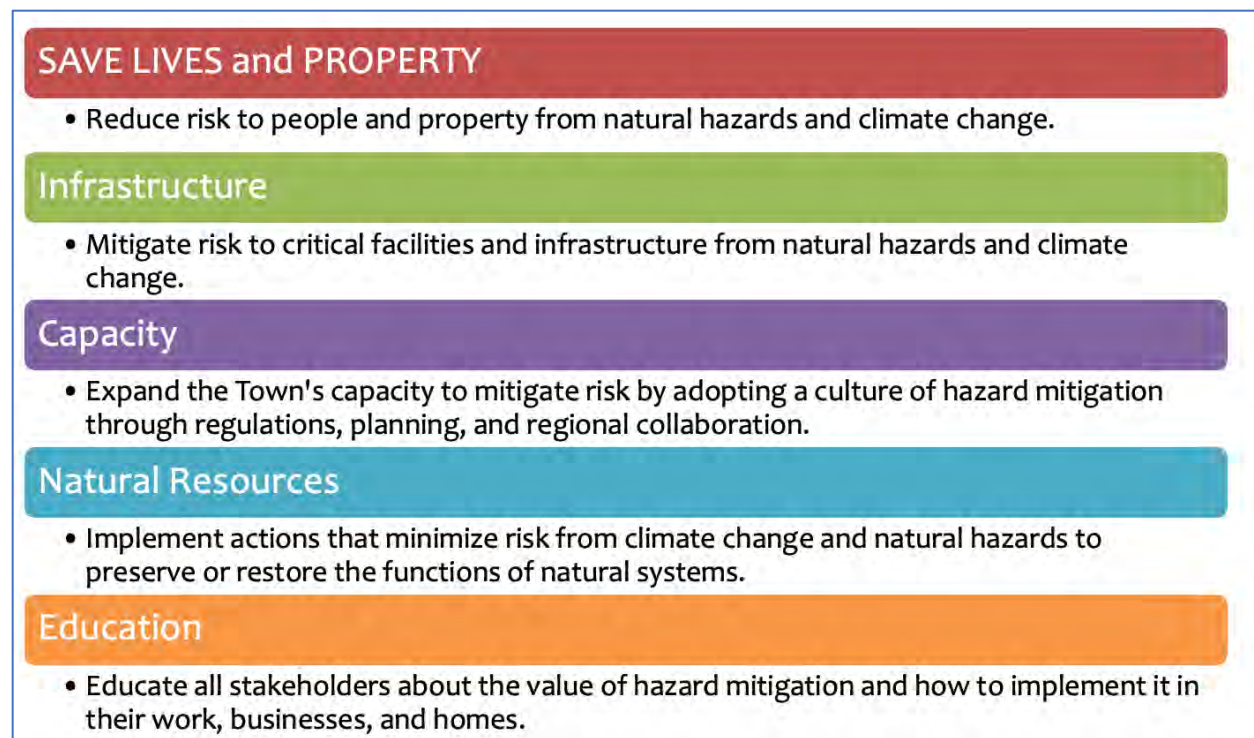 SAVE LIVES and PROPERTY
• Reduce risk to people and property from natural hazards and climate change.
Infrastructure
• Mitigate risk to critical facilities and infrastructure from natural hazards and climate
change.
Capacity
• Expand the Town's capacity to mitigate risk by adopting a culture of hazard mitigation
through regulations, planning, and regional collaboration.
Natural Resources
• Implement actions that minimize risk from climate change and natural hazards to
preserve or restore the functions of natural systems.
Education
• Educate all stakeholders about the value of hazard mitigation and how to implement it in
their work, businesses, and homes.